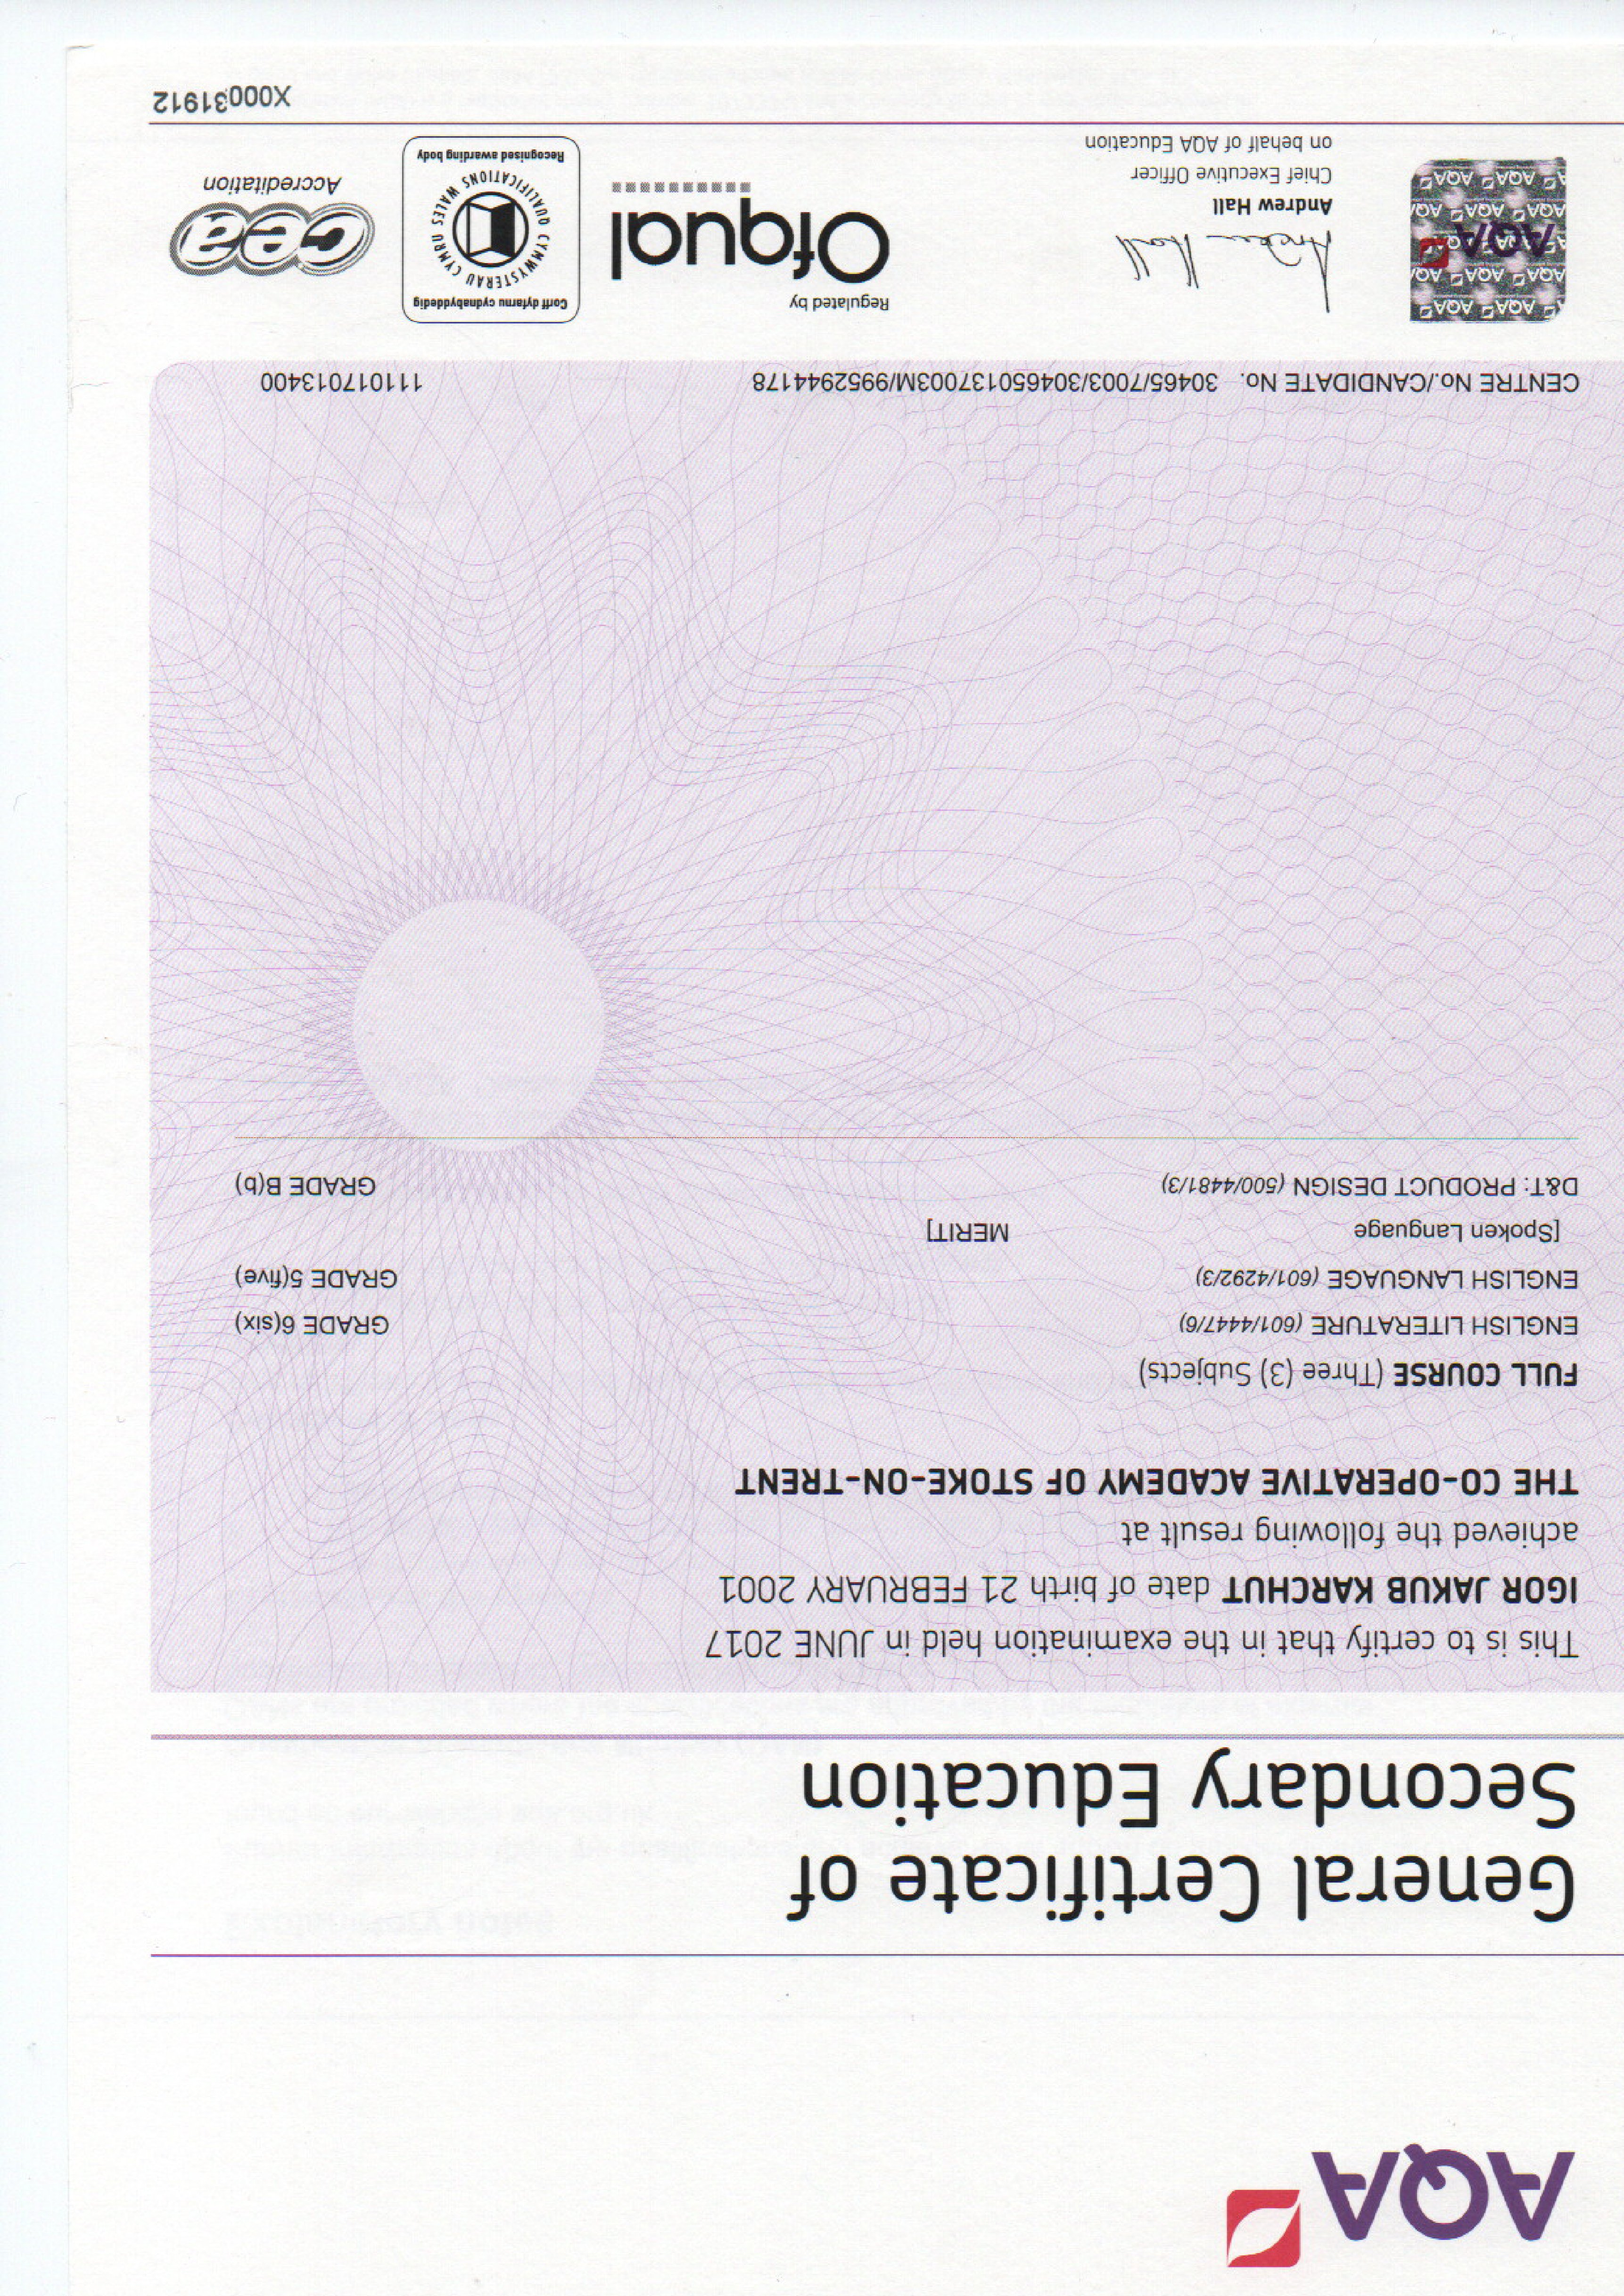 AQA
General Certificate of
Secondary Education
This is to certify that in the examination held in JUNE 2017
IGOR JAKUB KARCHUT date of birth 21 FEBRUARY 2001
achieved the following result at
THE CO-OPERATIVE ACADEMY OF STOKE-ON-TRENT
FULL COURSE (Three (3) Subjects)
ENGLISH LITERATURE (601/4447/6) GRADE 6(six)
ENGLISH LANGUAGE (601/4292/3) GRADE 5(five)
[Spoken Language MERIT]
D&T: PRODUCT DESIGN (500/4481/3) GRADE B(b)
CENTRE No./CANDIDATE No. 30465/7003/304650137003M/9952944178 111017013400
AQA AQA
AQA AQA AQA
AQA
AQA AQA AQA
AQA AQA
Andrew Hall
Andrew Hall
Chief Executive Officer
on behalf of AQA Education
Regulated by
Ofqual
Corff dyfarnu cydnabyddedig
CYMWYSTERAU CYMRU
QUALIFICATIONS WALES
Recognised awarding body
cea
Accreditation
X00031912